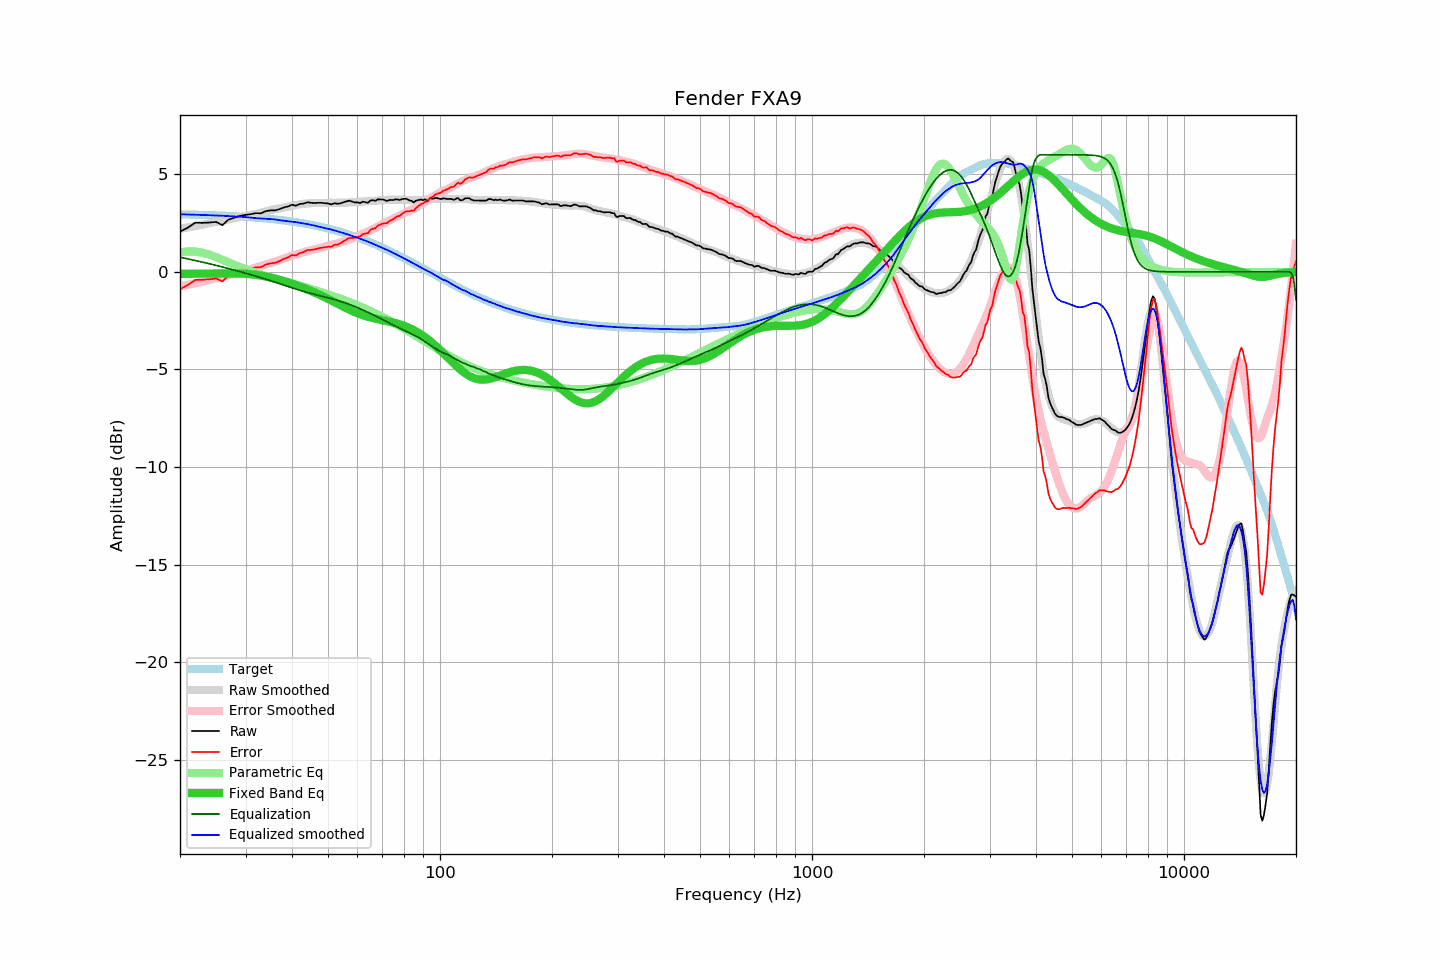 Fender FXA9
5
0
−5
−10
−15
−20
−25
Amplitude (dBr)
Target
Raw Smoothed
Error Smoothed
Raw
Error
Parametric Eq
Fixed Band Eq
Equalization
Equalized smoothed
100 1000 10000
Frequency (Hz)